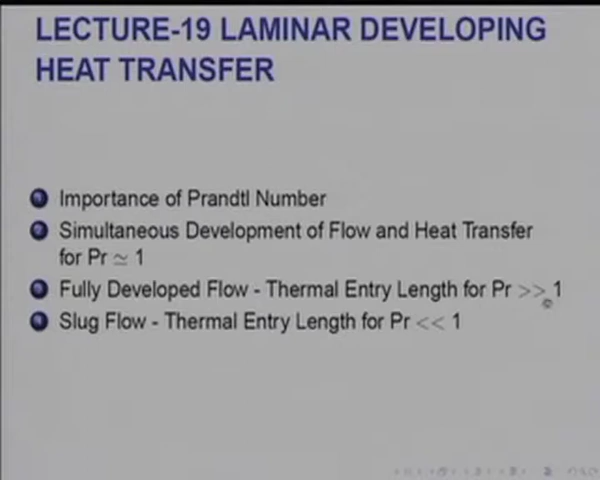 LECTURE-19 LAMINAR DEVELOPING
HEAT TRANSFER
Importance of Prandtl Number
Simultaneous Development of Flow and Heat Transfer
for Pr ≃ 1
Fully Developed Flow - Thermal Entry Length for Pr >> 1
Slug Flow - Thermal Entry Length for Pr << 1